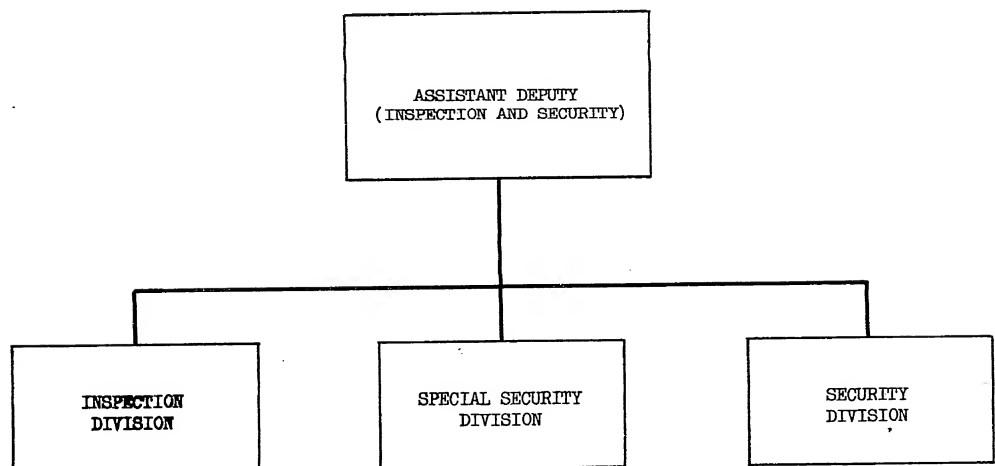 ASSISTANT DEPUTY
(INSPECTION AND SECURITY)
INSPECTION
DIVISION
SPECIAL SECURITY
DIVISION
SECURITY
DIVISION